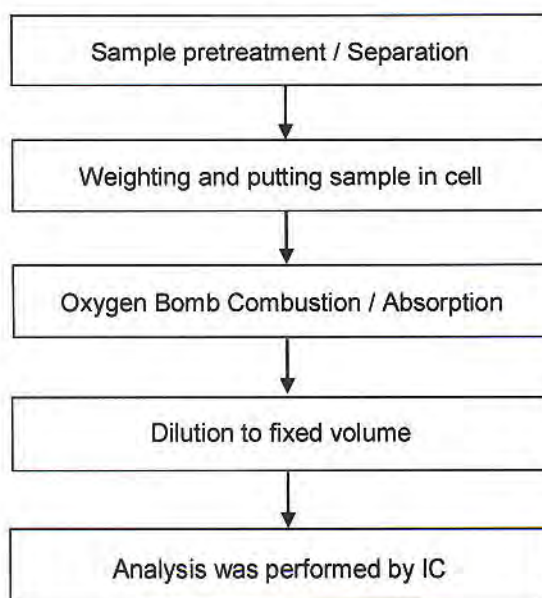 Sample pretreatment / Separation
Weighting and putting sample in cell
Oxygen Bomb Combustion / Absorption
Dilution to fixed volume
Analysis was performed by IC